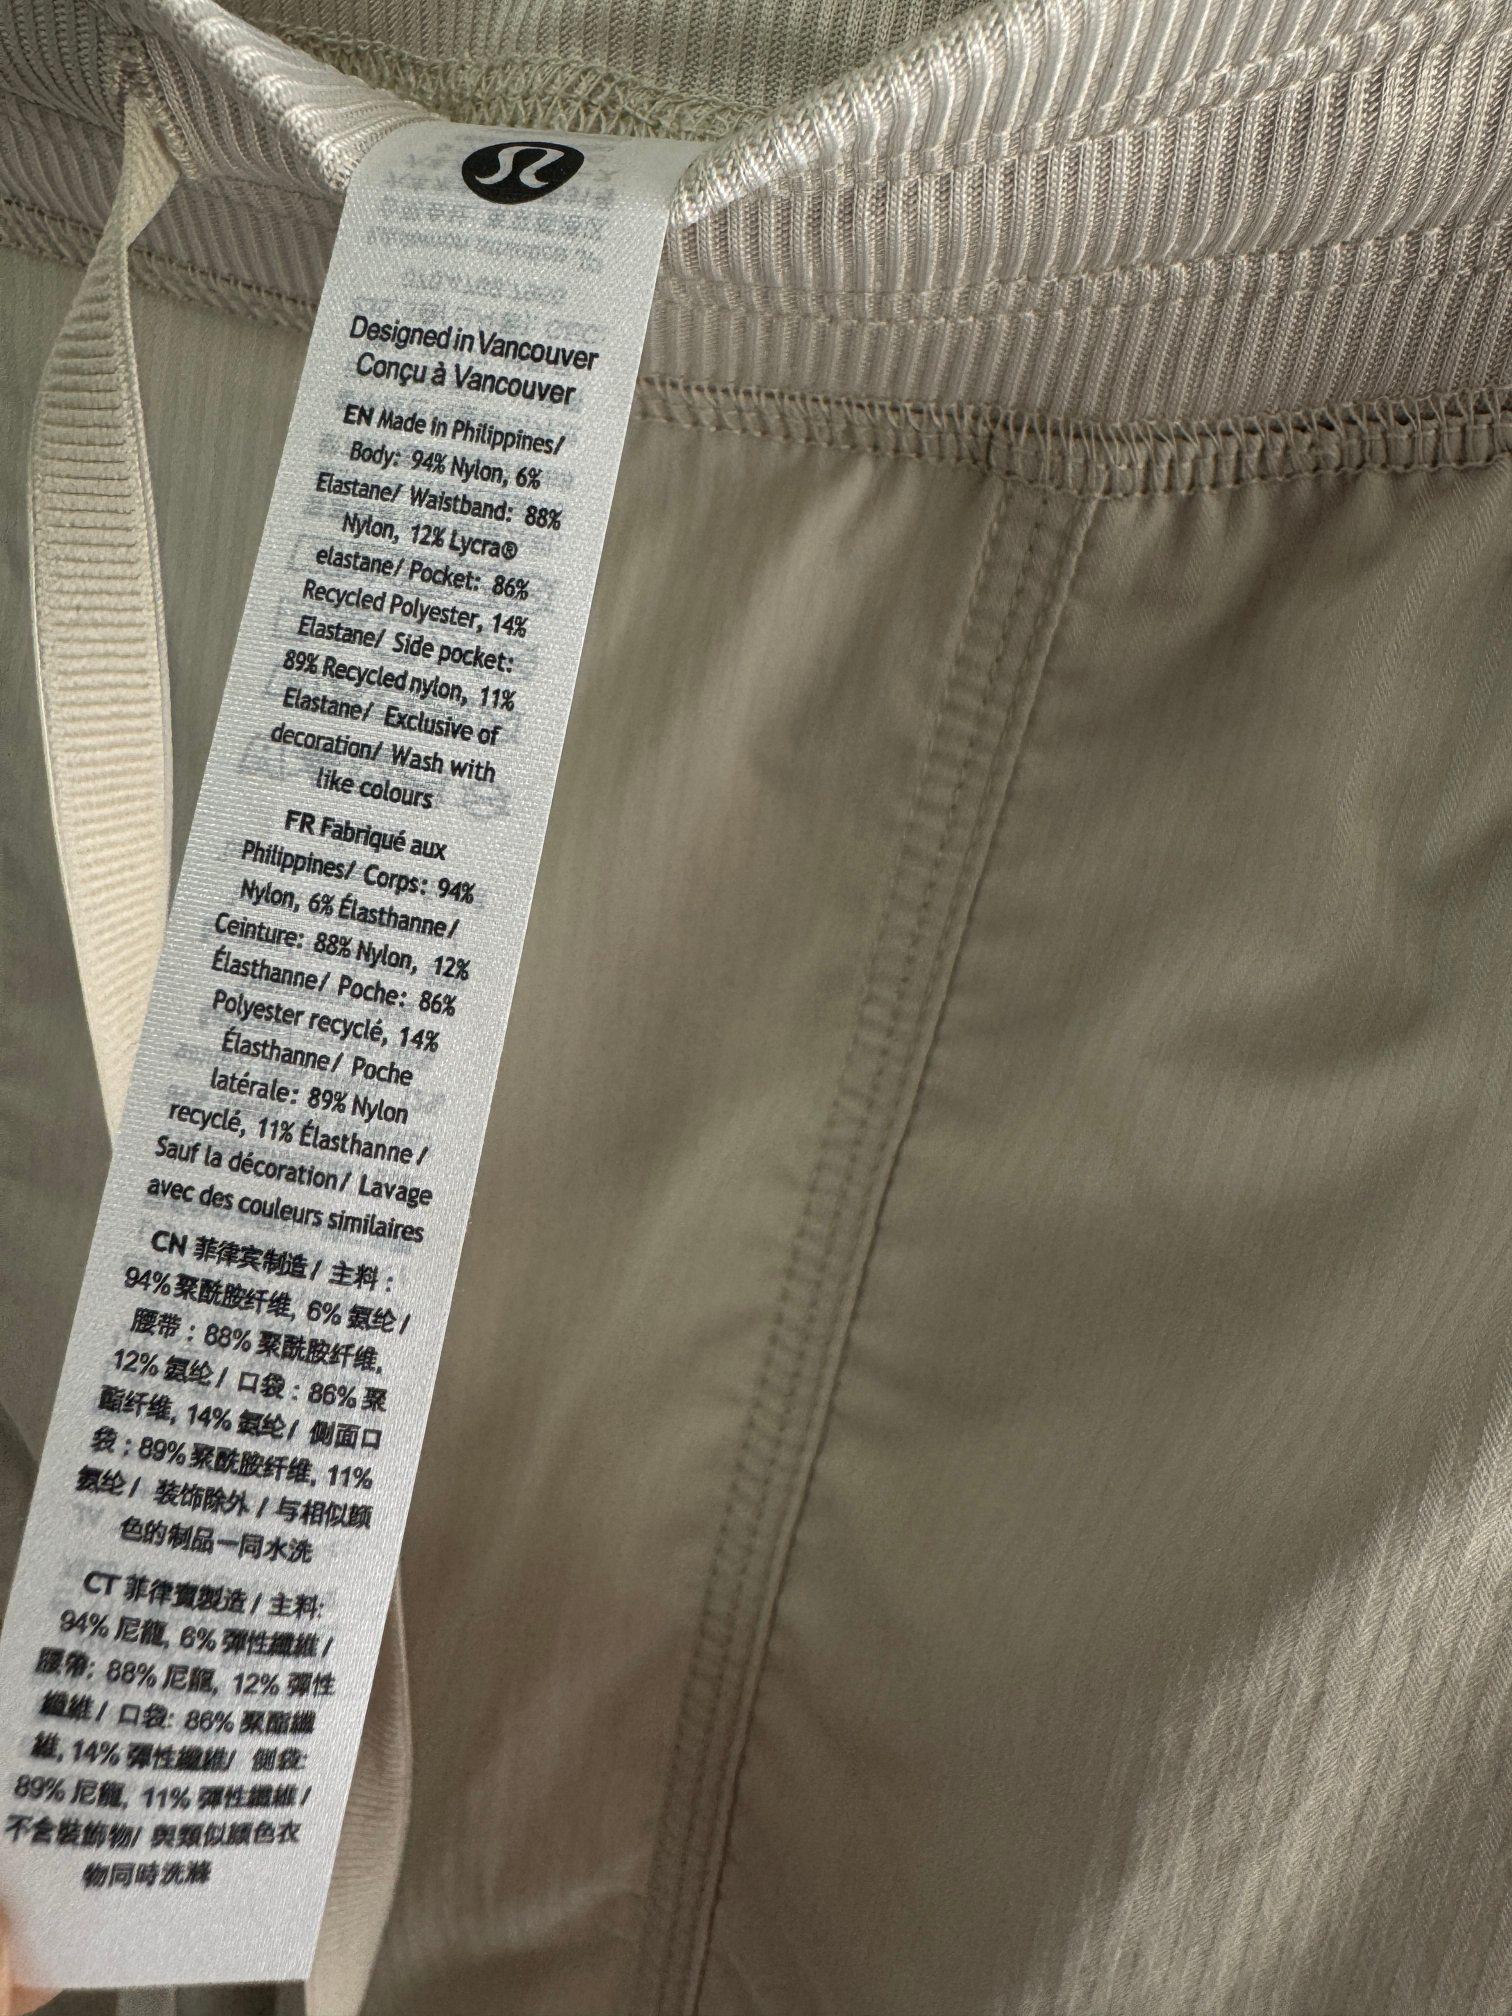 Designed in Vancouver
Conçu à Vancouver
EN Made in Philippines/
Body: 94% Nylon, 6%
Elastane/ Waistband: 88%
Nylon, 12% Lycra®
elastane/ Pocket: 86%
Recycled Polyester, 14%
Elastane/ Side pocket:
89% Recycled nylon, 11%
Elastane/ Exclusive of
decoration/ Wash with
like colours
FR Fabriqué aux
Philippines/ Corps: 94%
Nylon, 6% Élasthanne/
Ceinture: 88% Nylon, 12%
Élasthanne/ Poche: 86%
Polyester recyclé, 14%
Élasthanne/ Poche
latérale: 89% Nylon
recyclé, 11% Élasthanne/
Sauf la décoration/ Lavage
avec des couleurs similaires
CN 菲律宾制造/ 主料：
94% 聚酰胺纤维, 6% 氨纶/
腰带：88% 聚酰胺纤维,
12% 氨纶/ 口袋：86% 聚
酯纤维, 14% 氨纶/ 侧面口
袋：89% 聚酰胺纤维, 11%
氨纶/ 装饰除外 / 与相似颜
色的制品一同水洗
CT 菲律賓製造/ 主料:
94% 尼龍, 6% 彈性纖維/
腰帶: 88% 尼龍, 12% 彈性
纖維/ 口袋: 86% 聚酯纖
維, 14% 彈性纖維/ 側袋:
89% 尼龍, 11% 彈性纖維/
不含裝飾物/ 與類似顏色衣
物同時洗滌